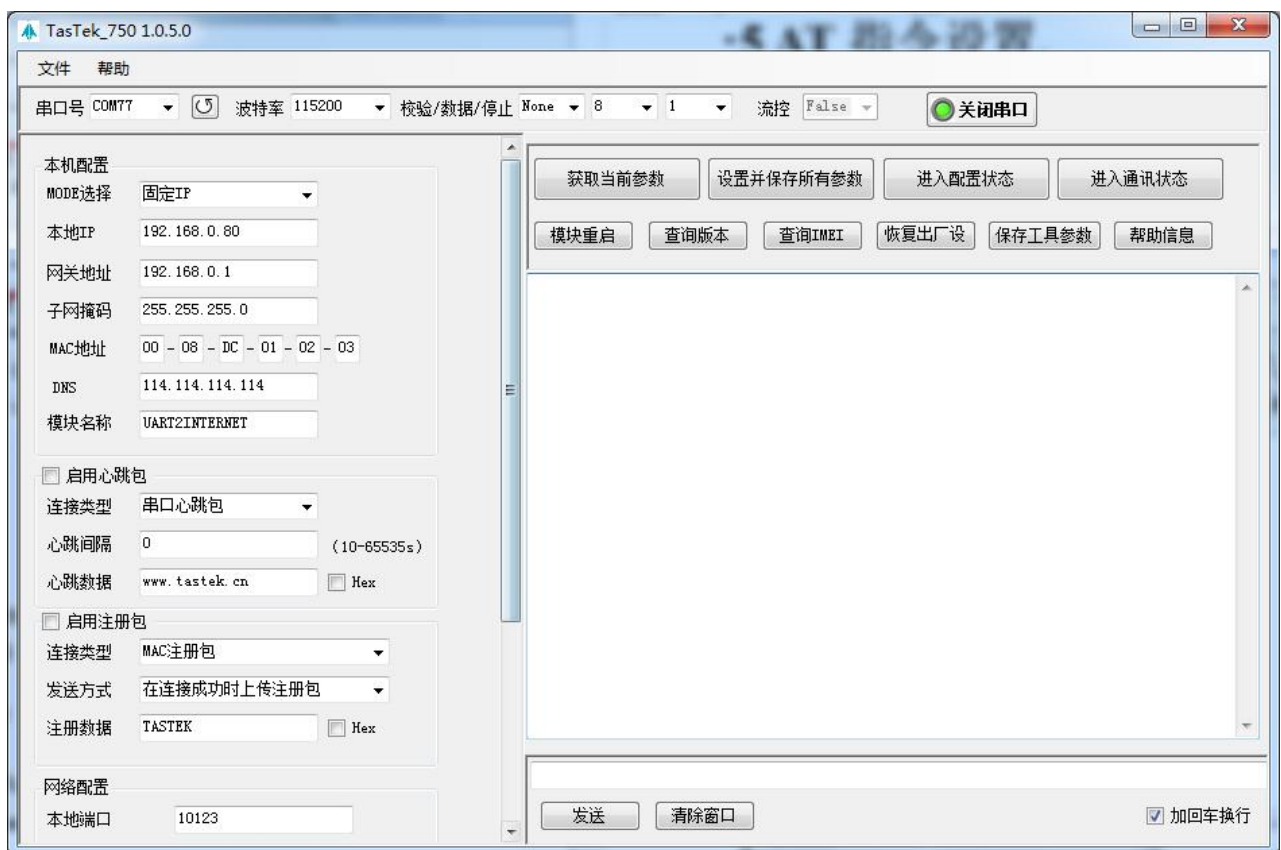 ·5 AT 指令设置
TasTek_750 1.0.5.0
文件 帮助
串口号 COM77 波特率 115200 校验/数据/停止 None 8 1 流控 False 关闭串口
本机配置
MODE选择 固定IP
本地IP 192.168.0.80
网关地址 192.168.0.1
子网掩码 255.255.255.0
MAC地址 00 - 08 - DC - 01 - 02 - 03
DNS 114.114.114.114
模块名称 UART2INTERNET
启用心跳包
连接类型 串口心跳包
心跳间隔 0 (10-65535s)
心跳数据 www.tastek.cn Hex
启用注册包
连接类型 MAC注册包
发送方式 在连接成功时上传注册包
注册数据 TASTEK Hex
网络配置
本地端口 10123
获取当前参数 设置并保存所有参数 进入配置状态 进入通讯状态
模块重启 查询版本 查询IMEI 恢复出厂设 保存工具参数 帮助信息
发送 清除窗口 加回车换行